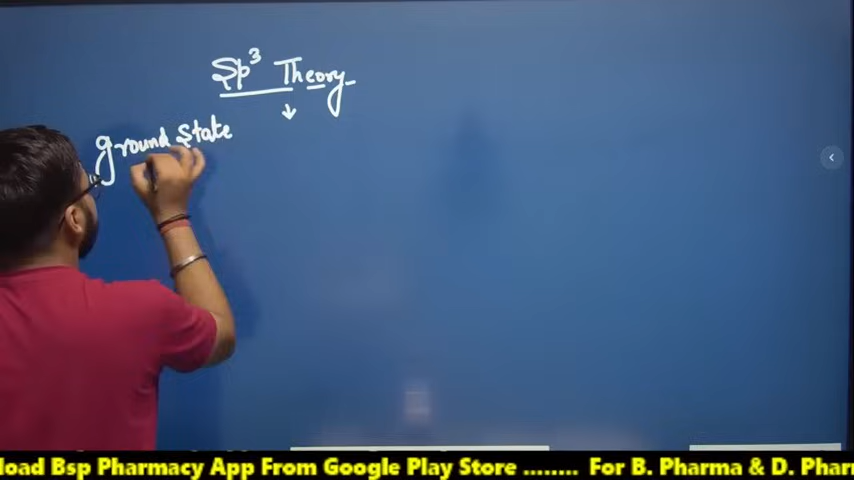 Sp³ Theory
ground state
load Bsp Pharmacy App From Google Play Store ........ For B. Pharma & D. Phar